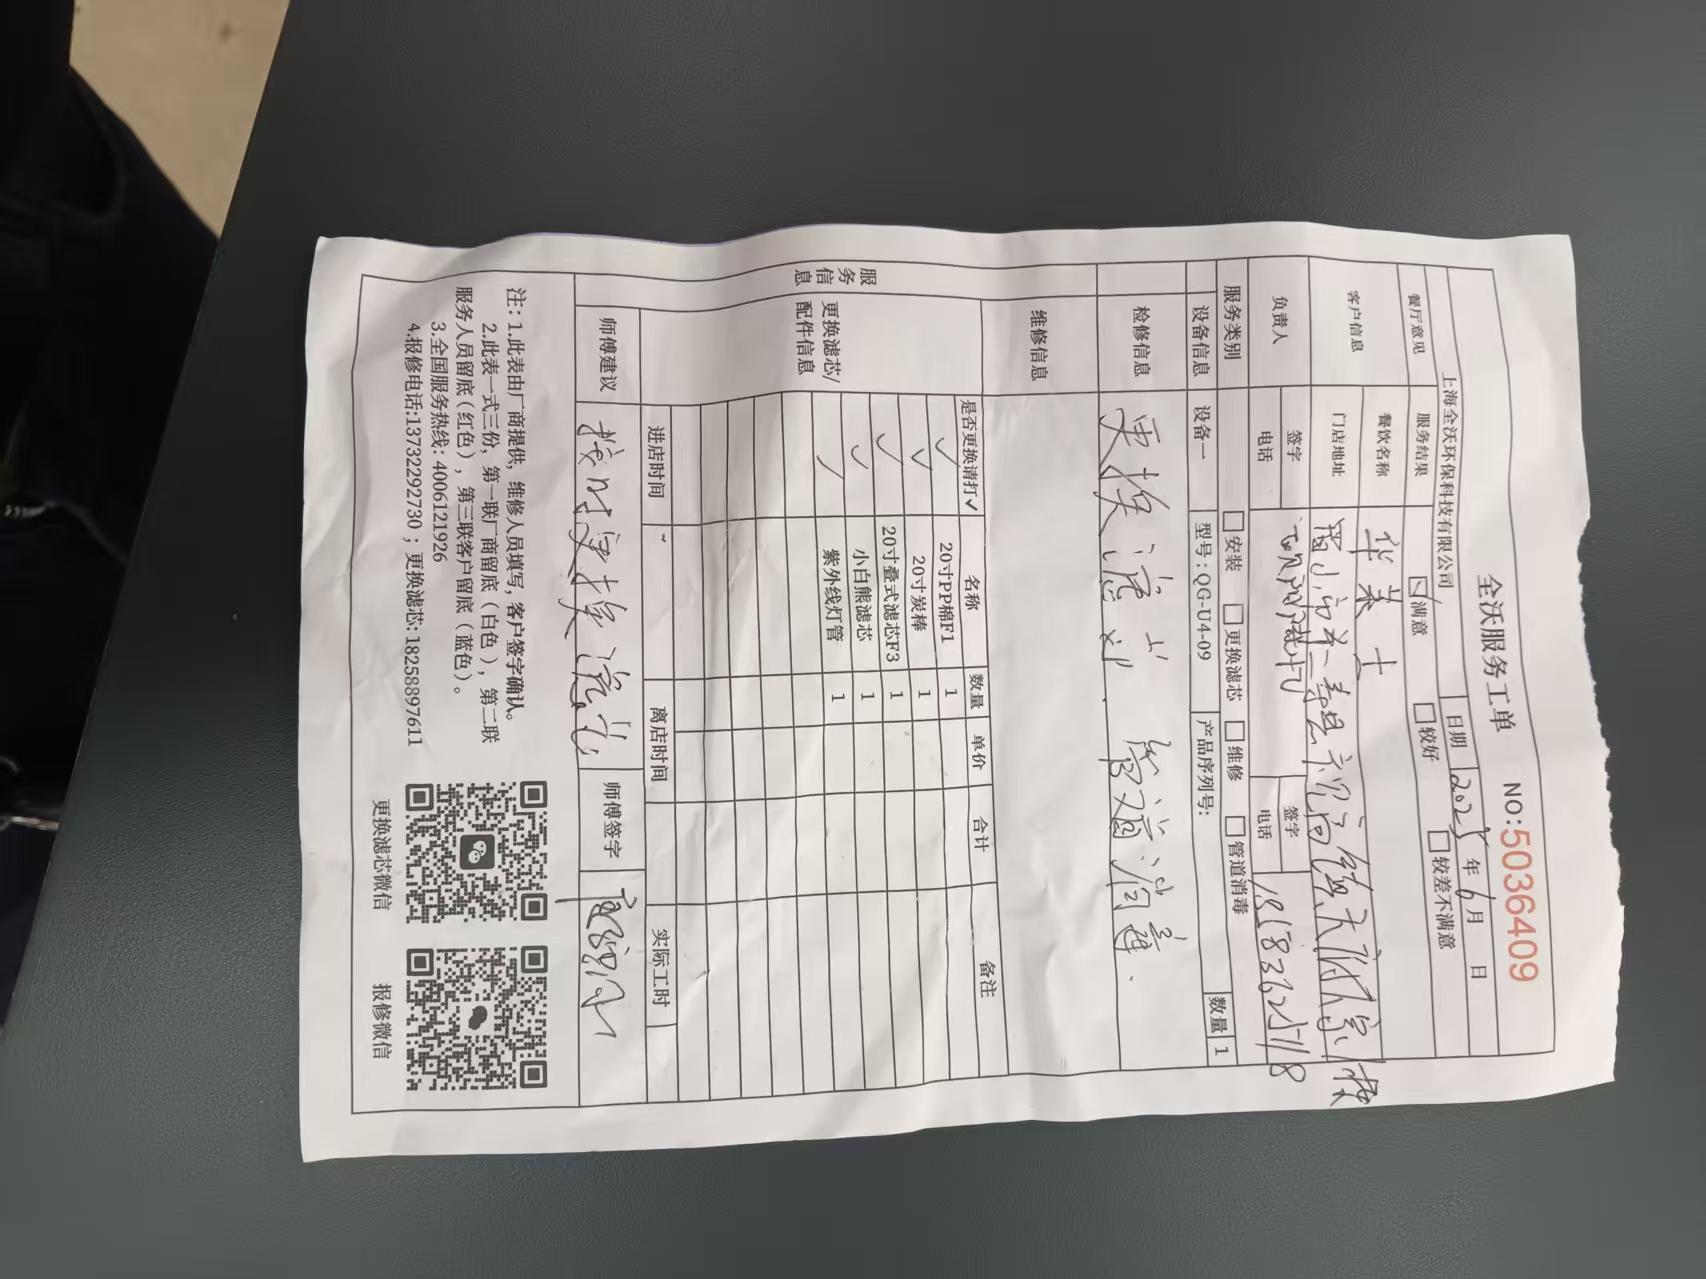 全沃服务工单 NO:5036409
上海全沃环保科技有限公司 日期 2025年6月 日
餐厅意见 服务结果 ☑满意 □较好 □较差不满意
客户信息 餐饮名称 华莱士
门店地址
负责人 签字 签字
电话 电话 18583625118
服务类别 □安装 □更换滤芯 □维修 □管道消毒
设备信息 设备一 型号:QG-U4-09 产品序列号: 数量 1
检修信息 更换滤芯 管道消毒.
维修信息
服务信息
更换滤芯/配件信息
是否更换请打✓ 名称 数量 单价 合计 备注
✓ 20寸PP棉F1 1
✓ 20寸炭棒 1
✓ 20寸叠式滤芯F3 1
✓ 小白熊滤芯 1
✓ 紫外线灯管 1
进店时间 离店时间 实际工时
师傅建议 按时更换滤芯 师傅签字
注: 1.此表由厂商提供, 维修人员填写, 客户签字确认。
2.此表一式三份, 第一联厂商留底(白色), 第二联
服务人员留底(红色), 第三联客户留底(蓝色)。
3.全国服务热线: 4006121926
4.报修电话:13732292730 ; 更换滤芯: 18258897611
更换滤芯微信 报修微信